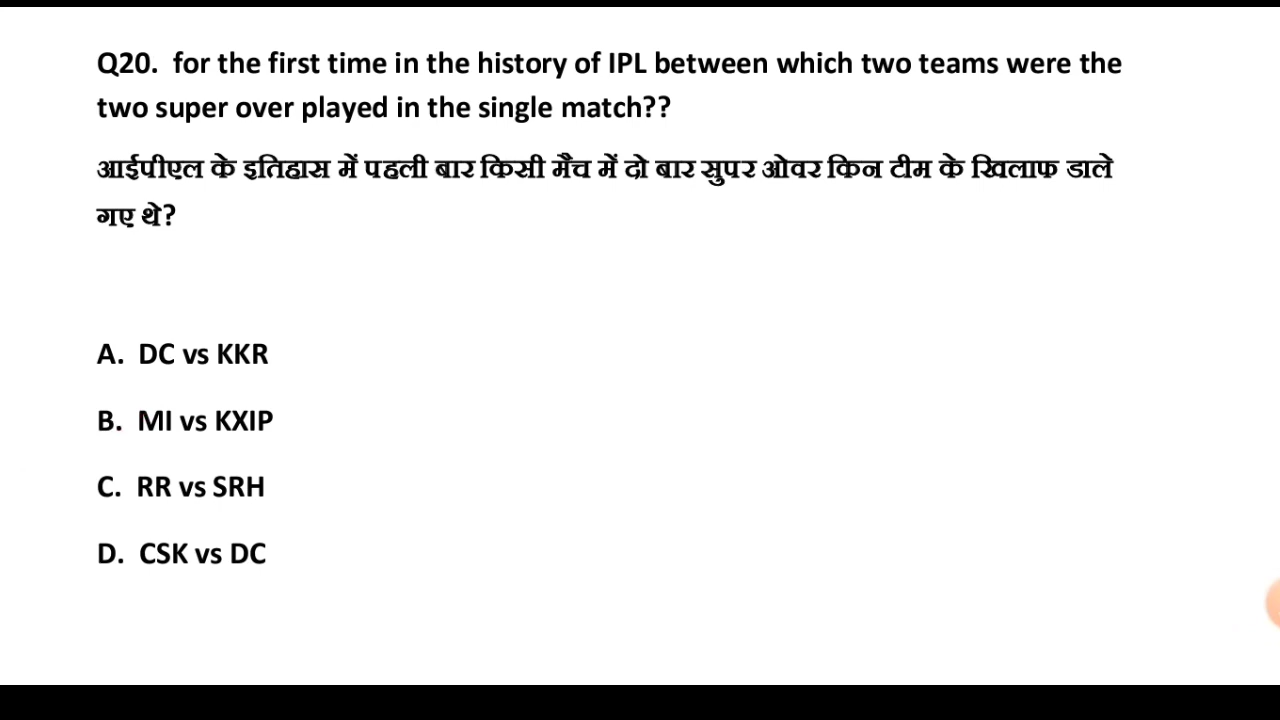 Q20. for the first time in the history of IPL between which two teams were the
two super over played in the single match??
आईपीएल के इतिहास में पहली बार किसी मैच में दो बार सुपर ओवर किन टीम के खिलाफ डाले
गए थे?
A. DC vs KKR
B. MI vs KXIP
C. RR vs SRH
D. CSK vs DC